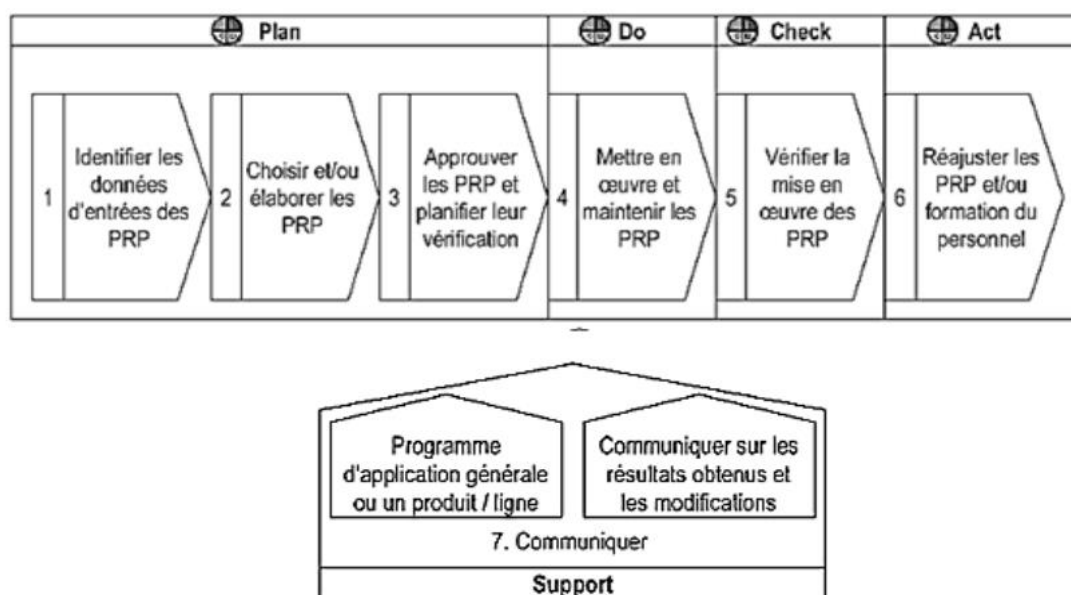 Plan
Do
Check
Act
1
Identifier les
données
d'entrées des
PRP
2
Choisir et/ou
élaborer les
PRP
3
Approuver
les PRP et
planifier leur
vérification
4
Mettre en
œuvre et
maintenir les
PRP
5
Vérifier la
mise en
œuvre des
PRP
6
Réajuster les
PRP et/ou
formation du
personnel
Programme
d'application générale
ou un produit / ligne
Communiquer sur les
résultats obtenus et
les modifications
7. Communiquer
Support